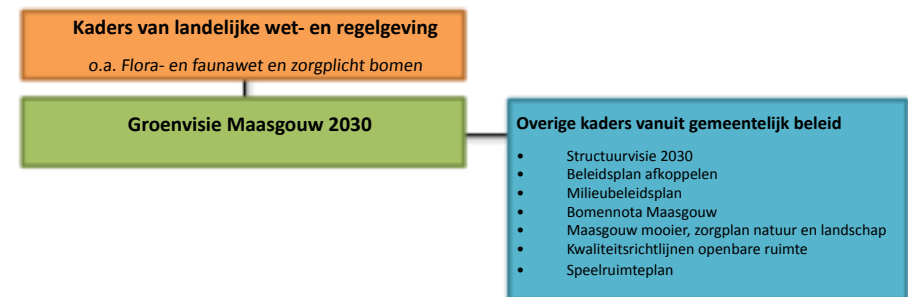 Kaders van landelijke wet- en regelgeving
o.a. Flora- en faunawet en zorgplicht bomen
Groenvisie Maasgouw 2030
Overige kaders vanuit gemeentelijk beleid
• Structuurvisie 2030
• Beleidsplan afkoppelen
• Milieubeleidsplan
• Bomennota Maasgouw
• Maasgouw mooier, zorgplan natuur en landschap
• Kwaliteitsrichtlijnen openbare ruimte
• Speelruimteplan